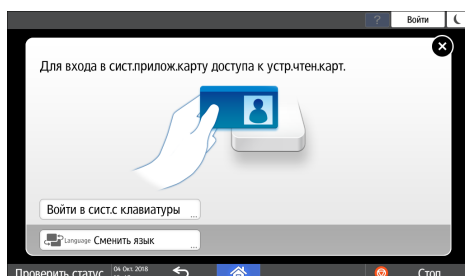 ?
Войти
Для входа в сист.прилож.карту доступа к устр.чтен.карт.
Войти в сист.с клавиатуры ...
Language Сменить язык ...
Проверить статус 04 Окт. 2018 Стоп